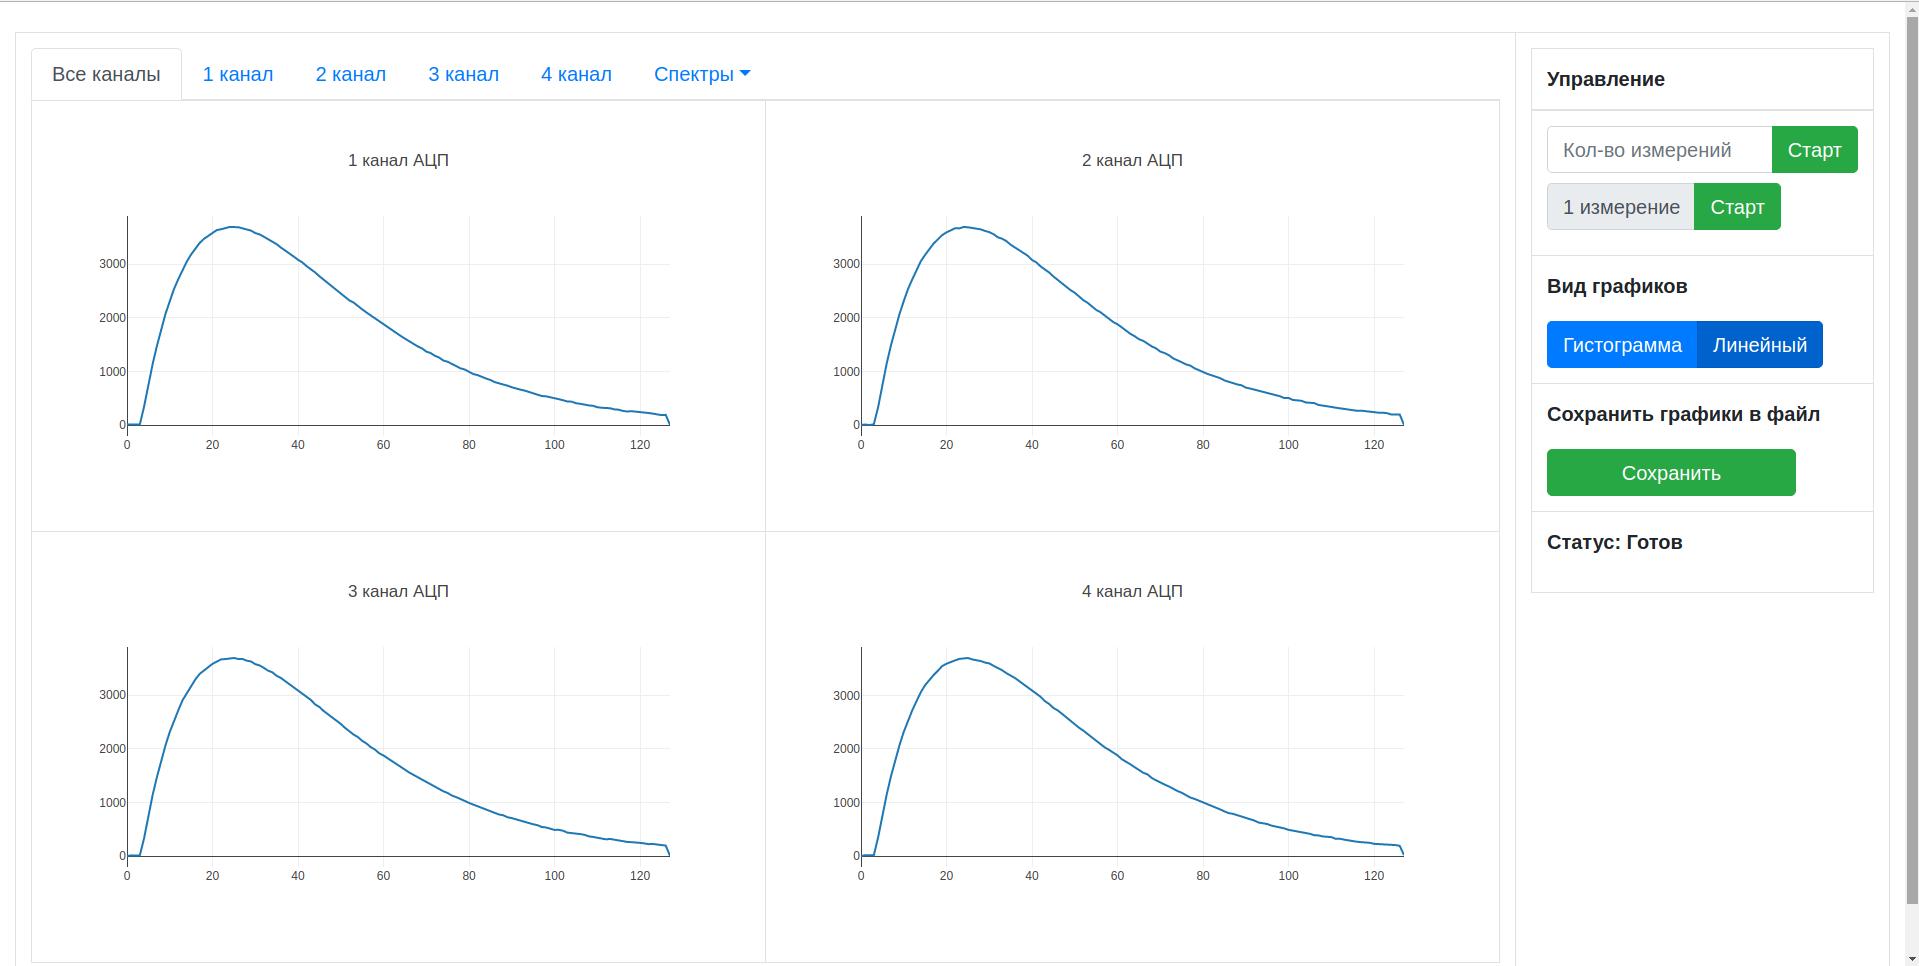 Все каналы 1 канал 2 канал 3 канал 4 канал Спектры
1 канал АЦП
3000
2000
1000
0
0 20 40 60 80 100 120
2 канал АЦП
3000
2000
1000
0
0 20 40 60 80 100 120
3 канал АЦП
3000
2000
1000
0
0 20 40 60 80 100 120
4 канал АЦП
3000
2000
1000
0
0 20 40 60 80 100 120
Управление
Кол-во измерений Старт
1 измерение Старт
Вид графиков
Гистограмма Линейный
Сохранить графики в файл
Сохранить
Статус: Готов